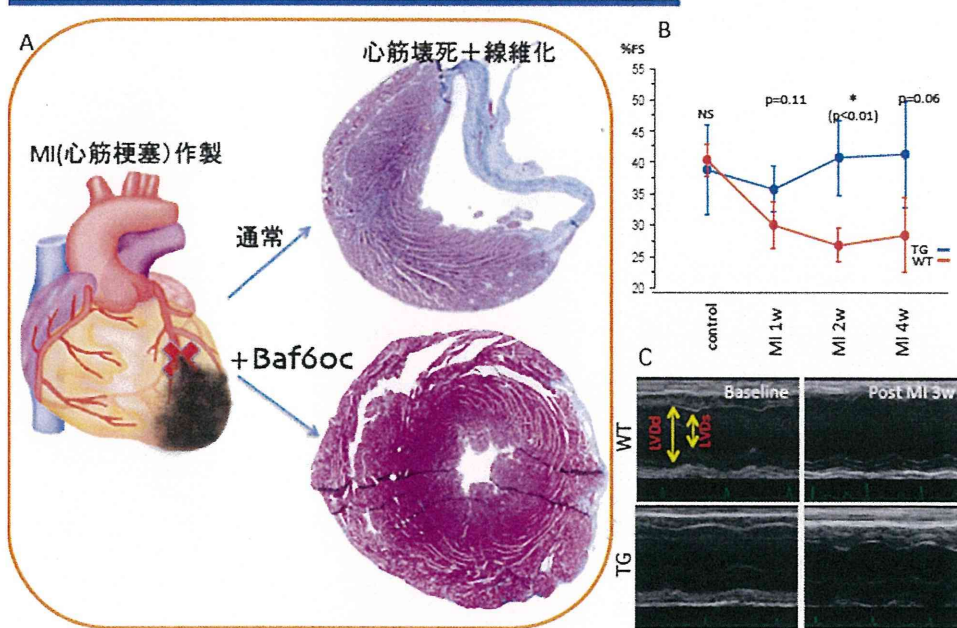 A
心筋壊死＋線維化
MI(心筋梗塞)作製
通常
+Baf60c
B
%FS
55
50
45
40
35
30
25
20
NS
p=0.11
*
(p<0.01)
p=0.06
TG
WT
control
MI 1w
MI 2w
MI 4w
C
Baseline
Post MI 3w
WT
LVDd
LVDs
TG